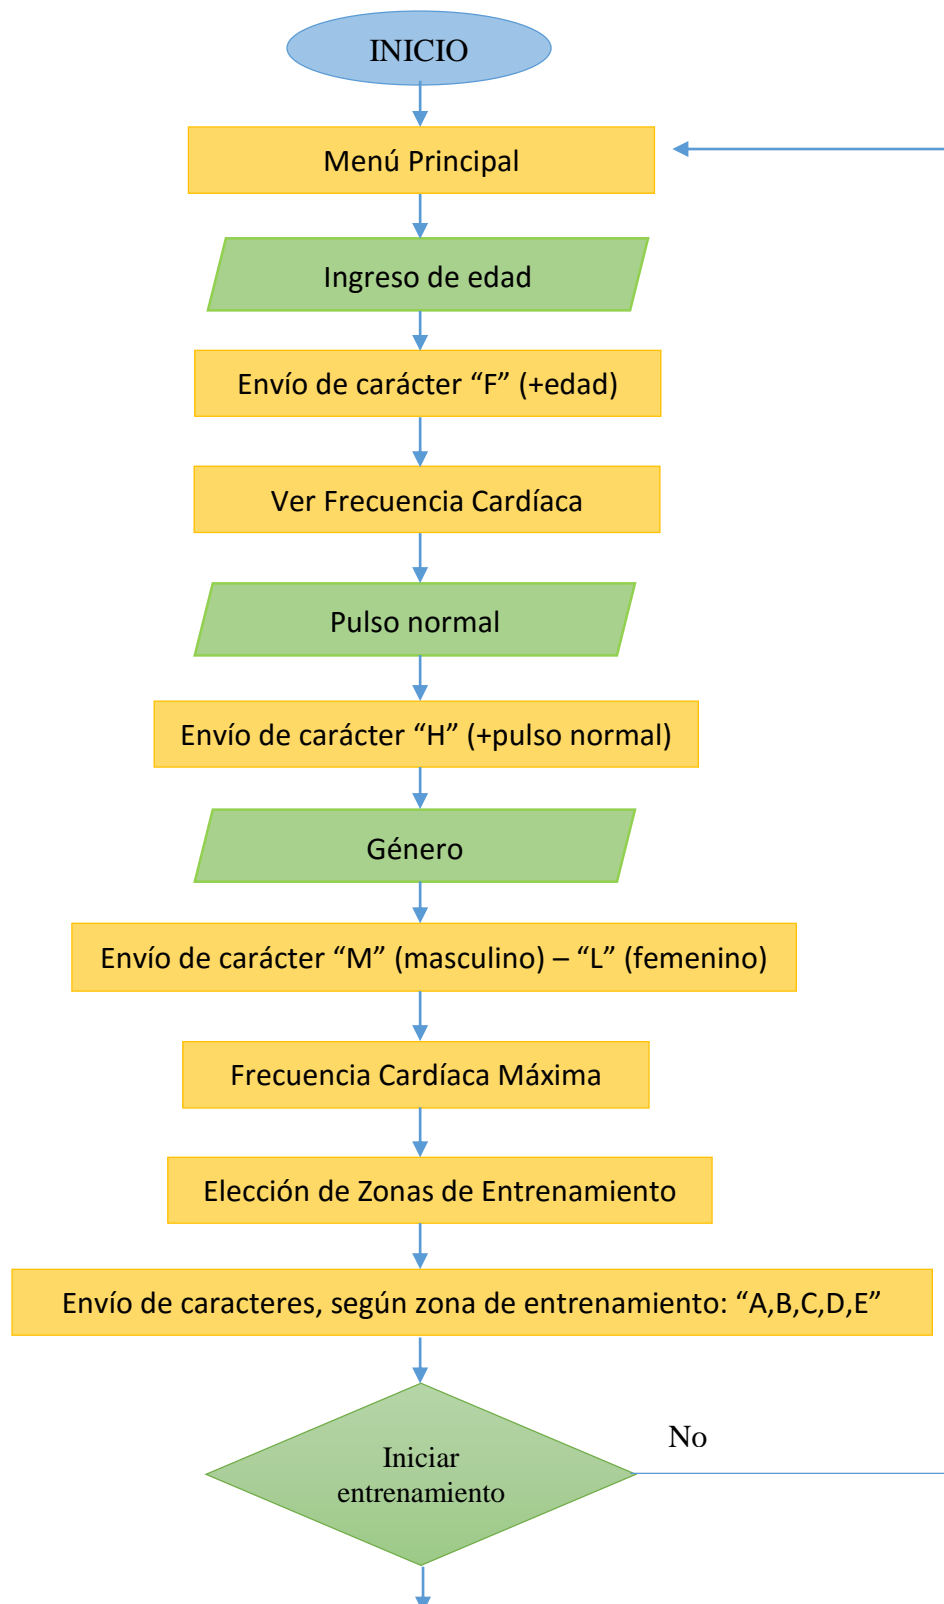 INICIO
Menú Principal
Ingreso de edad
Envío de carácter “F” (+edad)
Ver Frecuencia Cardíaca
Pulso normal
Envío de carácter “H” (+pulso normal)
Género
Envío de carácter “M” (masculino) – “L” (femenino)
Frecuencia Cardíaca Máxima
Elección de Zonas de Entrenamiento
Envío de caracteres, según zona de entrenamiento: “A,B,C,D,E”
No
Iniciar
entrenamiento